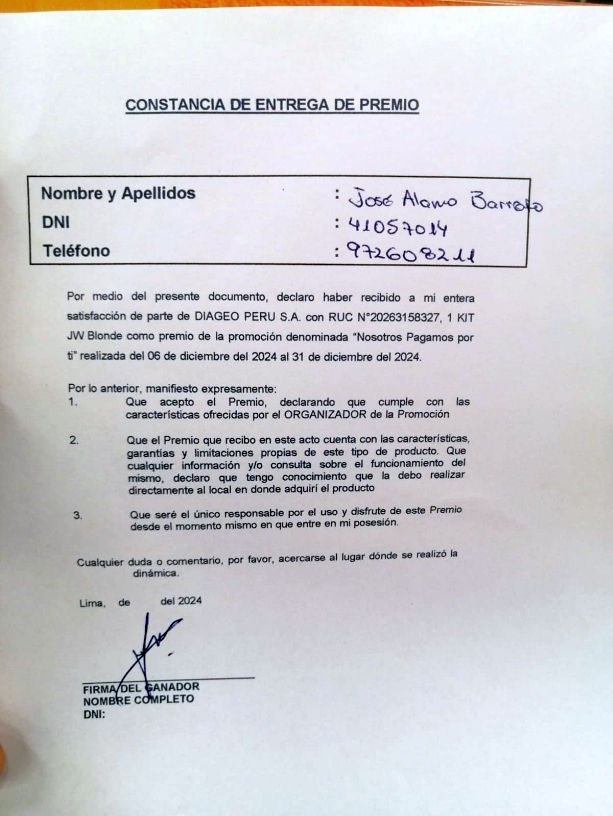 CONSTANCIA DE ENTREGA DE PREMIO
Nombre y Apellidos : José Alamo Barreto
DNI : 41057014
Teléfono : 972608211
Por medio del presente documento, declaro haber recibido a mi entera
satisfacción de parte de DIAGEO PERU S.A. con RUC N°20263158327, 1 KIT
JW Blonde como premio de la promoción denominada "Nosotros Pagamos por
ti" realizada del 06 de diciembre del 2024 al 31 de diciembre del 2024.
Por lo anterior, manifiesto expresamente:
1. Que acepto el Premio, declarando que cumple con las
características ofrecidas por el ORGANIZADOR de la Promoción
2. Que el Premio que recibo en este acto cuenta con las características,
garantías y limitaciones propias de este tipo de producto. Que
cualquier información y/o consulta sobre el funcionamiento del
mismo, declaro que tengo conocimiento que la debo realizar
directamente al local en donde adquirí el producto
3. Que seré el único responsable por el uso y disfrute de este Premio
desde el momento mismo en que entre en mi posesión.
Cualquier duda o comentario, por favor, acercarse al lugar dónde se realizó la
dinámica.
Lima, de del 2024
FIRMA DEL GANADOR
NOMBRE COMPLETO
DNI: